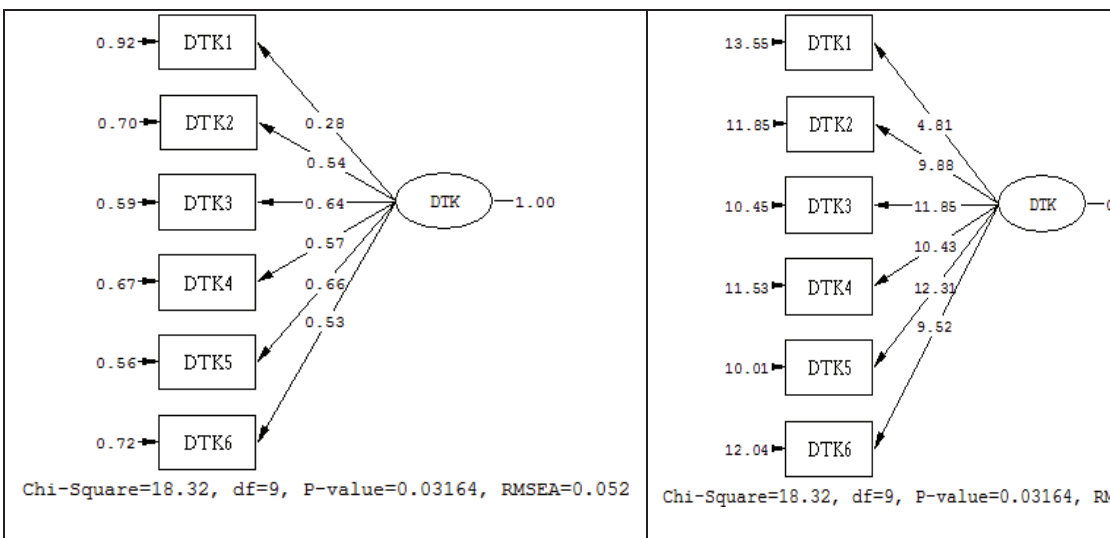 0.92 DTK1
0.28
0.70 DTK2
0.54
0.59 DTK3 0.64 DTK 1.00
0.57
0.67 DTK4 0.66
0.53
0.56 DTK5
0.72 DTK6
Chi-Square=18.32, df=9, P-value=0.03164, RMSEA=0.052
13.55 DTK1
4.81
11.85 DTK2
9.88
10.45 DTK3 11.85 DTK
10.43
11.53 DTK4 12.31
9.52
10.01 DTK5
12.04 DTK6
Chi-Square=18.32, df=9, P-value=0.03164, RM